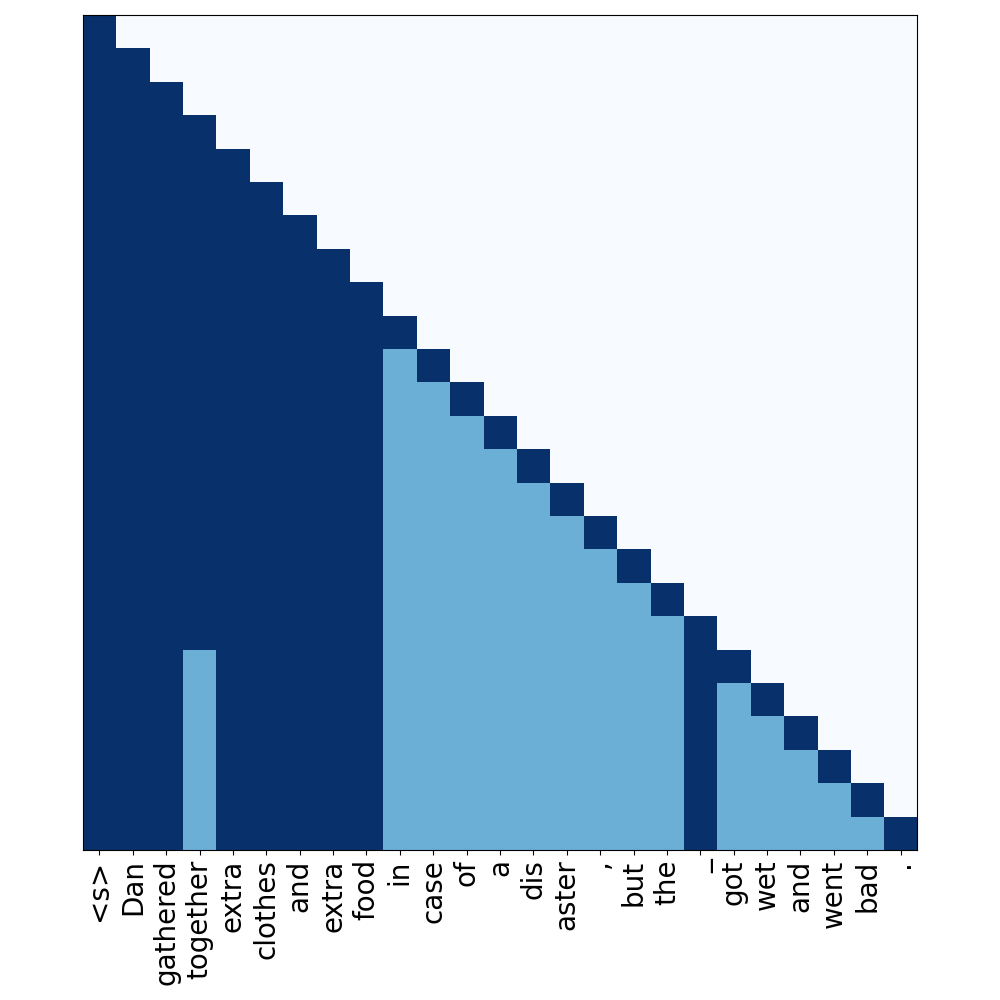 <s> Dan gathered together extra clothes and extra food in case of a dis aster , but the _ got wet and went bad .